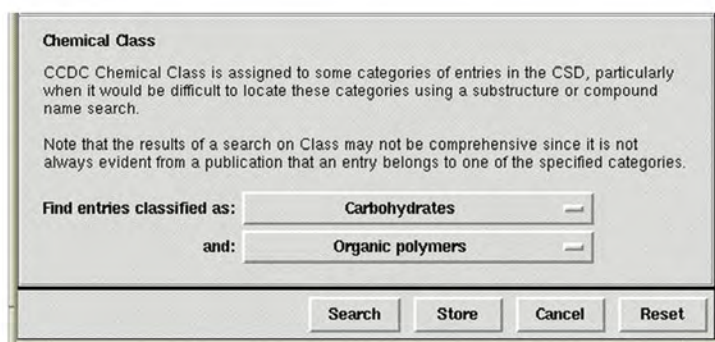 Chemical Class
CCDC Chemical Class is assigned to some categories of entries in the CSD, particularly
when it would be difficult to locate these categories using a substructure or compound
name search.
Note that the results of a search on Class may not be comprehensive since it is not
always evident from a publication that an entry belongs to one of the specified categories.
Find entries classified as: Carbohydrates
and: Organic polymers
Search Store Cancel Reset